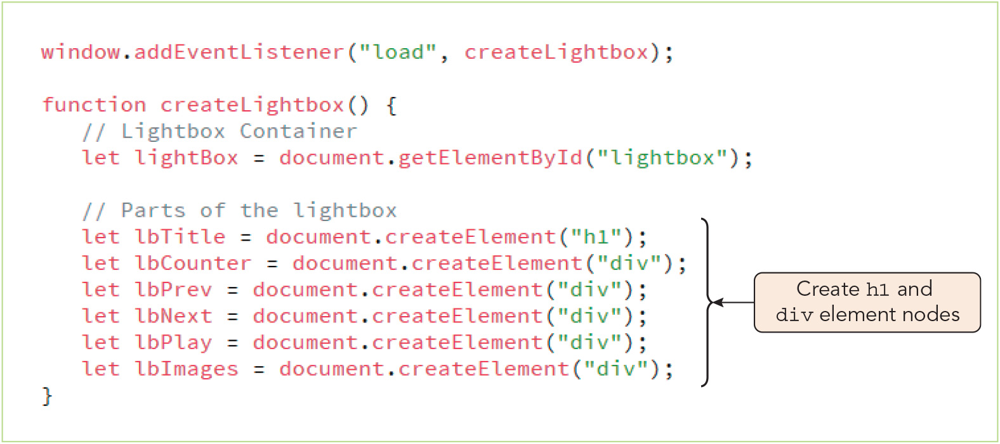 window.addEventListener("load", createLightbox);
function createLightbox() {
// Lightbox Container
let lightBox = document.getElementById("lightbox");
// Parts of the lightbox
let lbTitle = document.createElement("h1");
let lbCounter = document.createElement("div");
let lbPrev = document.createElement("div");
let lbNext = document.createElement("div");
let lbPlay = document.createElement("div");
let lbImages = document.createElement("div");
}
Create h1 and
div element nodes